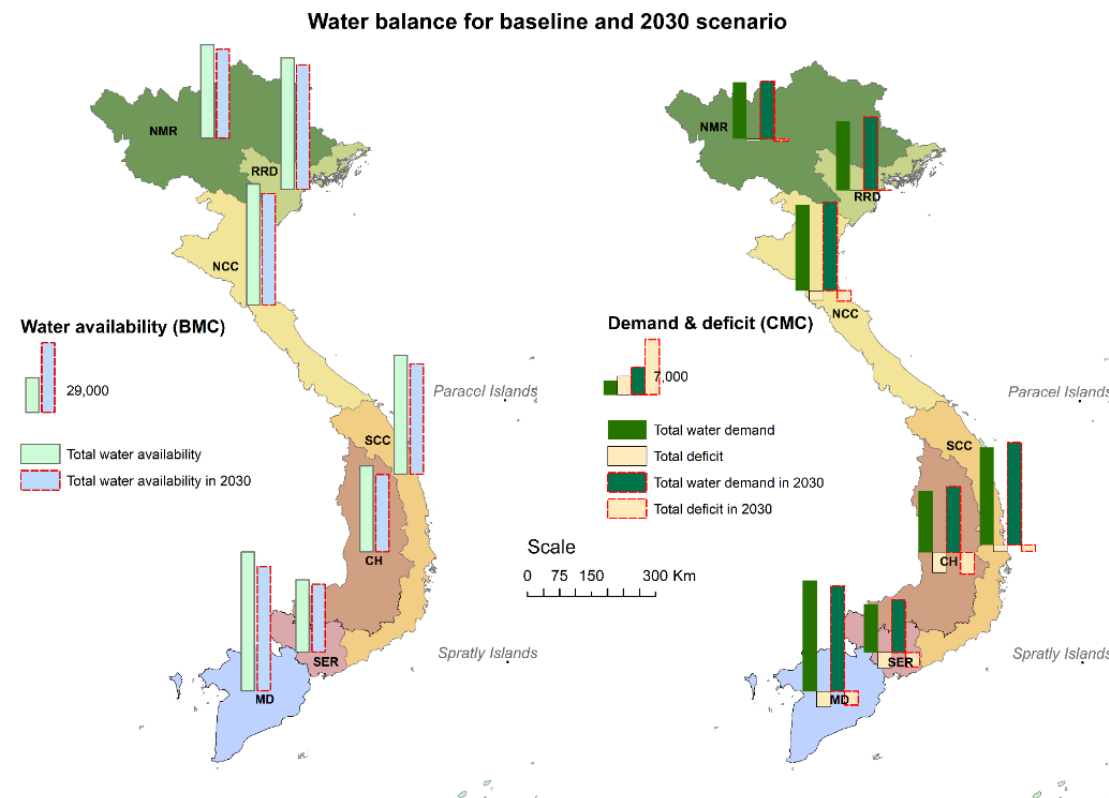 Water balance for baseline and 2030 scenario
NMR
RRD
NCC
Water availability (BMC)
29,000
Total water availability
Total water availability in 2030
Paracel Islands
SCC
CH
SER
MD
Spratly Islands
Scale
0 75 150 300 Km
NMR
RRD
NCC
Demand & deficit (CMC)
7,000
Total water demand
Total deficit
Total water demand in 2030
Total deficit in 2030
Paracel Islands
SCC
CH
SER
MD
Spratly Islands